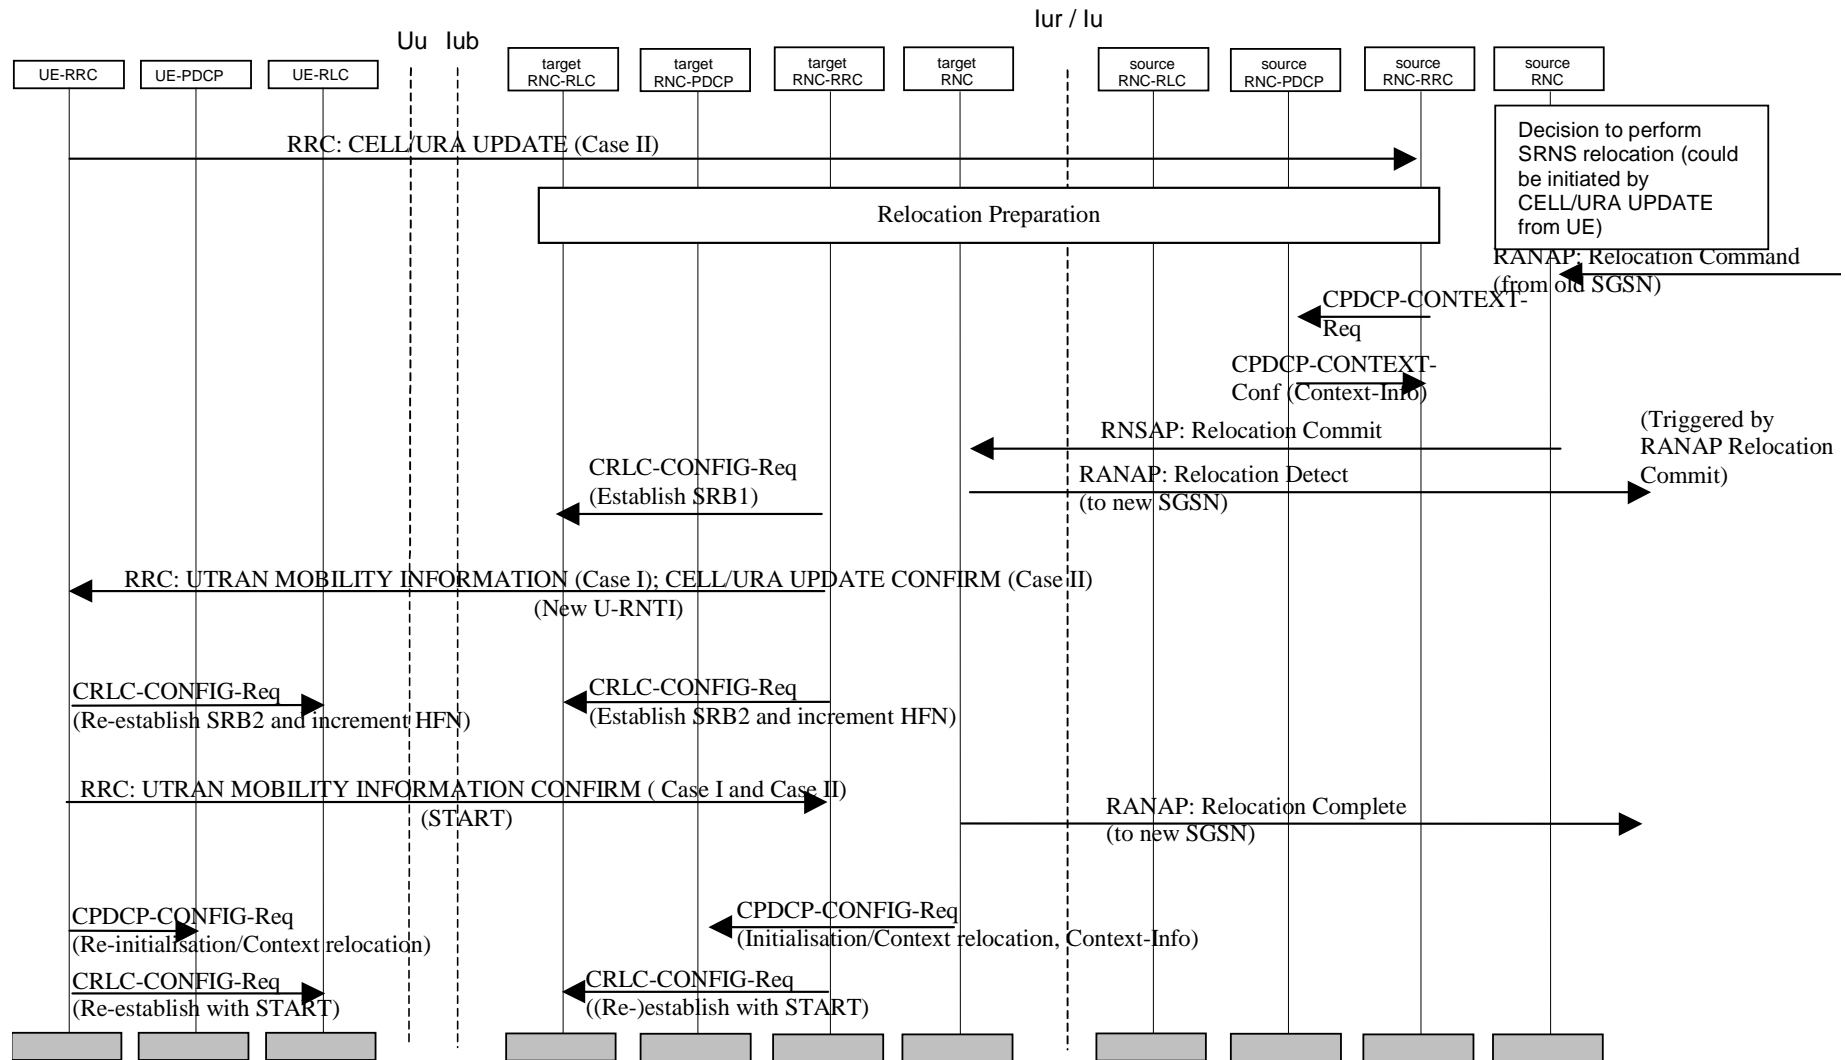 Iur / Iu
Uu
Iub
UE-RRC
UE-PDCP
UE-RLC
target
RNC-RLC
target
RNC-PDCP
target
RNC-RRC
target
RNC
source
RNC-RLC
source
RNC-PDCP
source
RNC-RRC
source
RNC
RRC: CELL/URA UPDATE (Case II)
Decision to perform
SRNS relocation (could
be initiated by
CELL/URA UPDATE
from UE)
Relocation Preparation
RANAP: Relocation Command
(from old SGSN)
CPDCP-CONTEXT-
Req
CPDCP-CONTEXT-
Conf (Context-Info)
RNSAP: Relocation Commit
(Triggered by
RANAP Relocation
Commit)
CRLC-CONFIG-Req
(Establish SRB1)
RANAP: Relocation Detect
(to new SGSN)
RRC: UTRAN MOBILITY INFORMATION (Case I); CELL/URA UPDATE CONFIRM (Case II)
(New U-RNTI)
CRLC-CONFIG-Req
(Re-establish SRB2 and increment HFN)
CRLC-CONFIG-Req
(Establish SRB2 and increment HFN)
RRC: UTRAN MOBILITY INFORMATION CONFIRM ( Case I and Case II)
(START)
RANAP: Relocation Complete
(to new SGSN)
CPDCP-CONFIG-Req
(Re-initialisation/Context relocation)
CPDCP-CONFIG-Req
(Initialisation/Context relocation, Context-Info)
CRLC-CONFIG-Req
(Re-establish with START)
CRLC-CONFIG-Req
((Re-)establish with START)